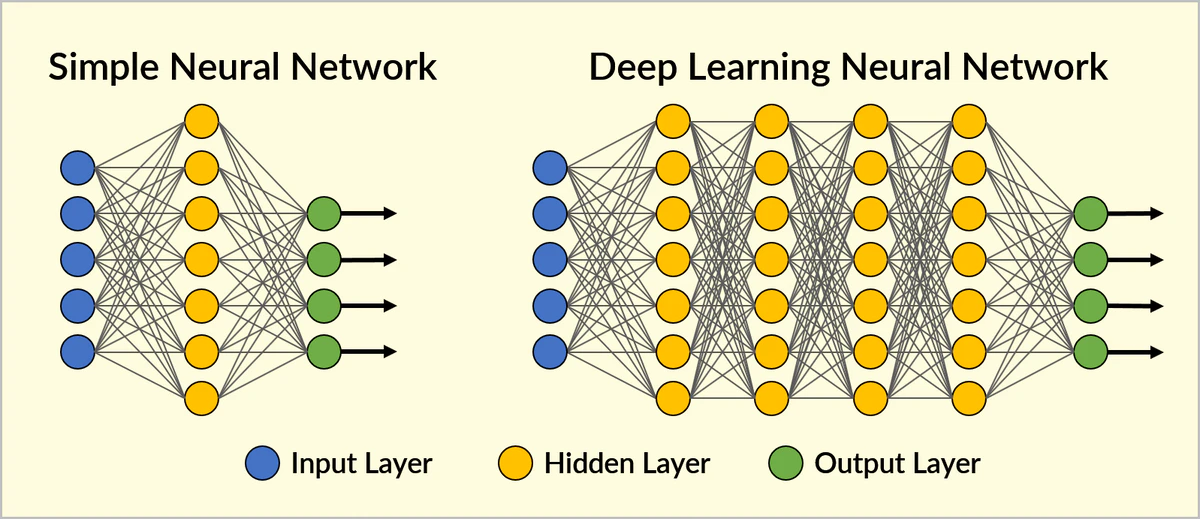 Simple Neural Network
Deep Learning Neural Network
Input Layer
Hidden Layer
Output Layer